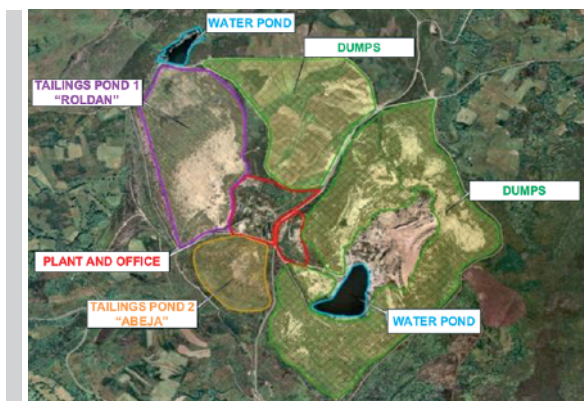 WATER POND
DUMPS
TAILINGS POND 1
"ROLDAN"
DUMPS
PLANT AND OFFICE
TAILINGS POND 2
"ABEJA"
WATER POND